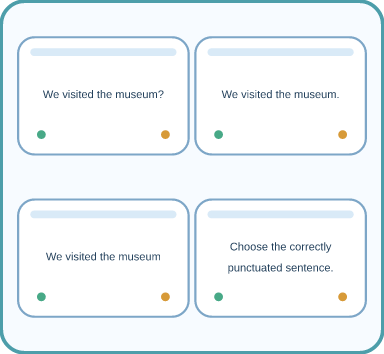 We visited the museum?
We visited the museum.
We visited the museum
Choose the correctly
punctuated sentence.